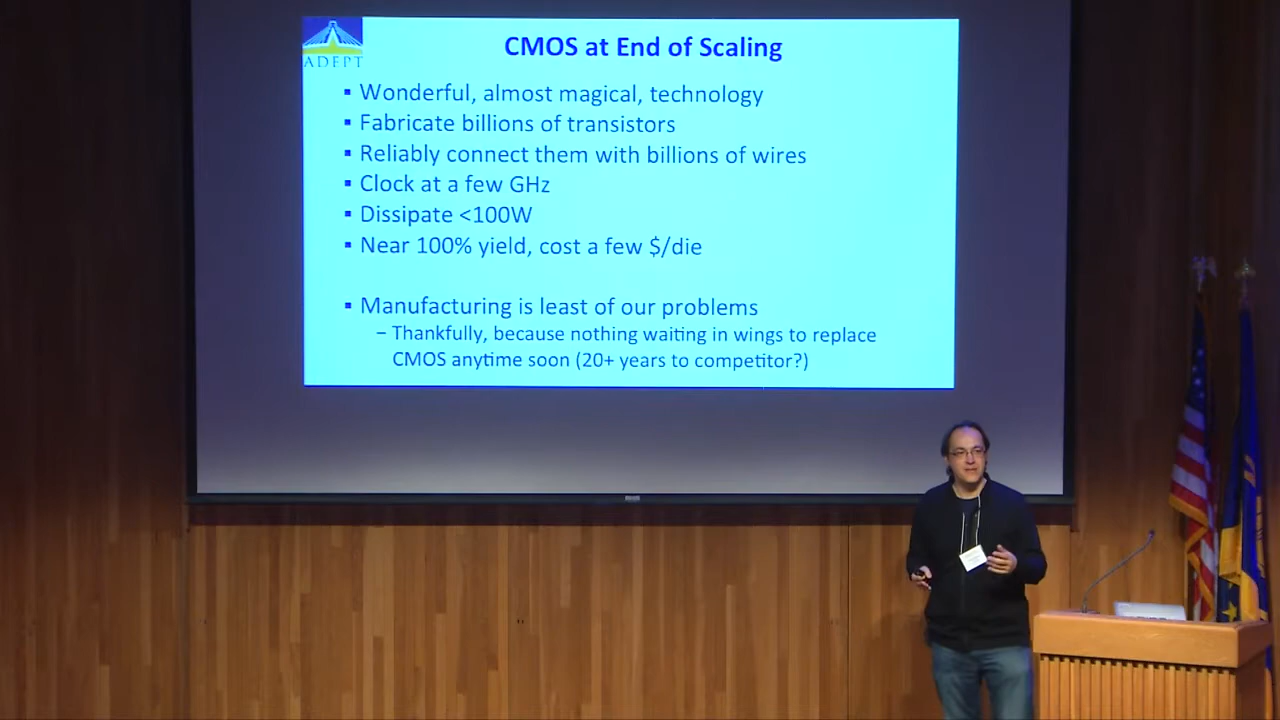 ADEPT
CMOS at End of Scaling
▪ Wonderful, almost magical, technology
▪ Fabricate billions of transistors
▪ Reliably connect them with billions of wires
▪ Clock at a few GHz
▪ Dissipate <100W
▪ Near 100% yield, cost a few $/die
▪ Manufacturing is least of our problems
– Thankfully, because nothing waiting in wings to replace
CMOS anytime soon (20+ years to competitor?)